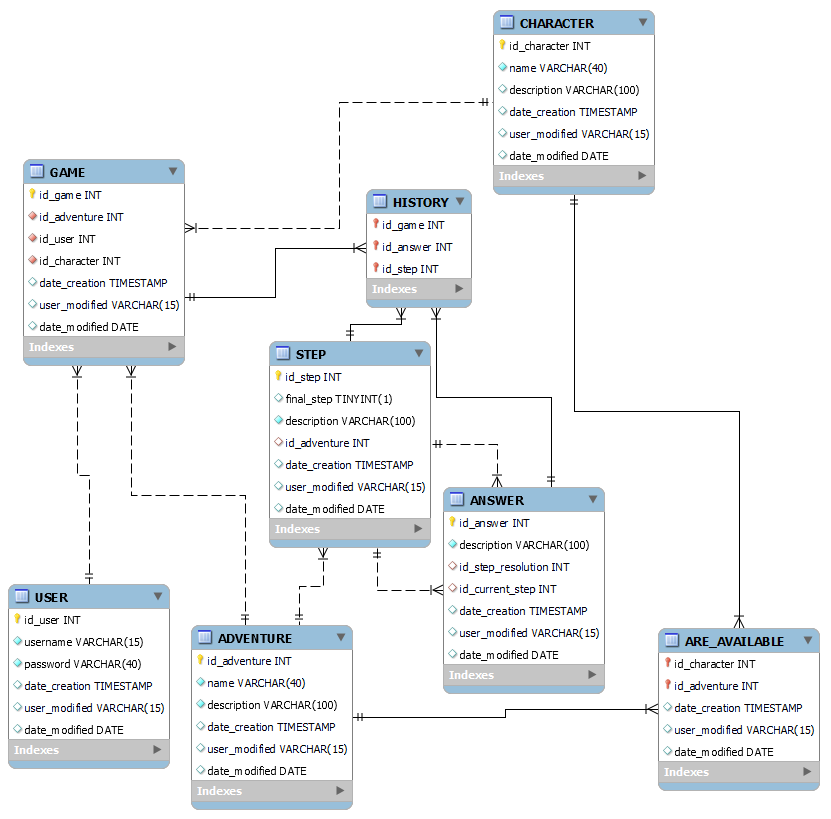 CHARACTER
id_character INT
name VARCHAR(40)
description VARCHAR(100)
date_creation TIMESTAMP
user_modified VARCHAR(15)
date_modified DATE
Indexes
GAME
id_game INT
id_adventure INT
id_user INT
id_character INT
date_creation TIMESTAMP
user_modified VARCHAR(15)
date_modified DATE
Indexes
HISTORY
id_game INT
id_answer INT
id_step INT
Indexes
STEP
id_step INT
final_step TINYINT(1)
description VARCHAR(100)
id_adventure INT
date_creation TIMESTAMP
user_modified VARCHAR(15)
date_modified DATE
Indexes
ANSWER
id_answer INT
description VARCHAR(100)
id_step_resolution INT
id_current_step INT
date_creation TIMESTAMP
user_modified VARCHAR(15)
date_modified DATE
Indexes
USER
id_user INT
username VARCHAR(15)
password VARCHAR(40)
date_creation TIMESTAMP
user_modified VARCHAR(15)
date_modified DATE
Indexes
ADVENTURE
id_adventure INT
name VARCHAR(40)
description VARCHAR(100)
date_creation TIMESTAMP
user_modified VARCHAR(15)
date_modified DATE
Indexes
ARE_AVAILABLE
id_character INT
id_adventure INT
date_creation TIMESTAMP
user_modified VARCHAR(15)
date_modified DATE
Indexes